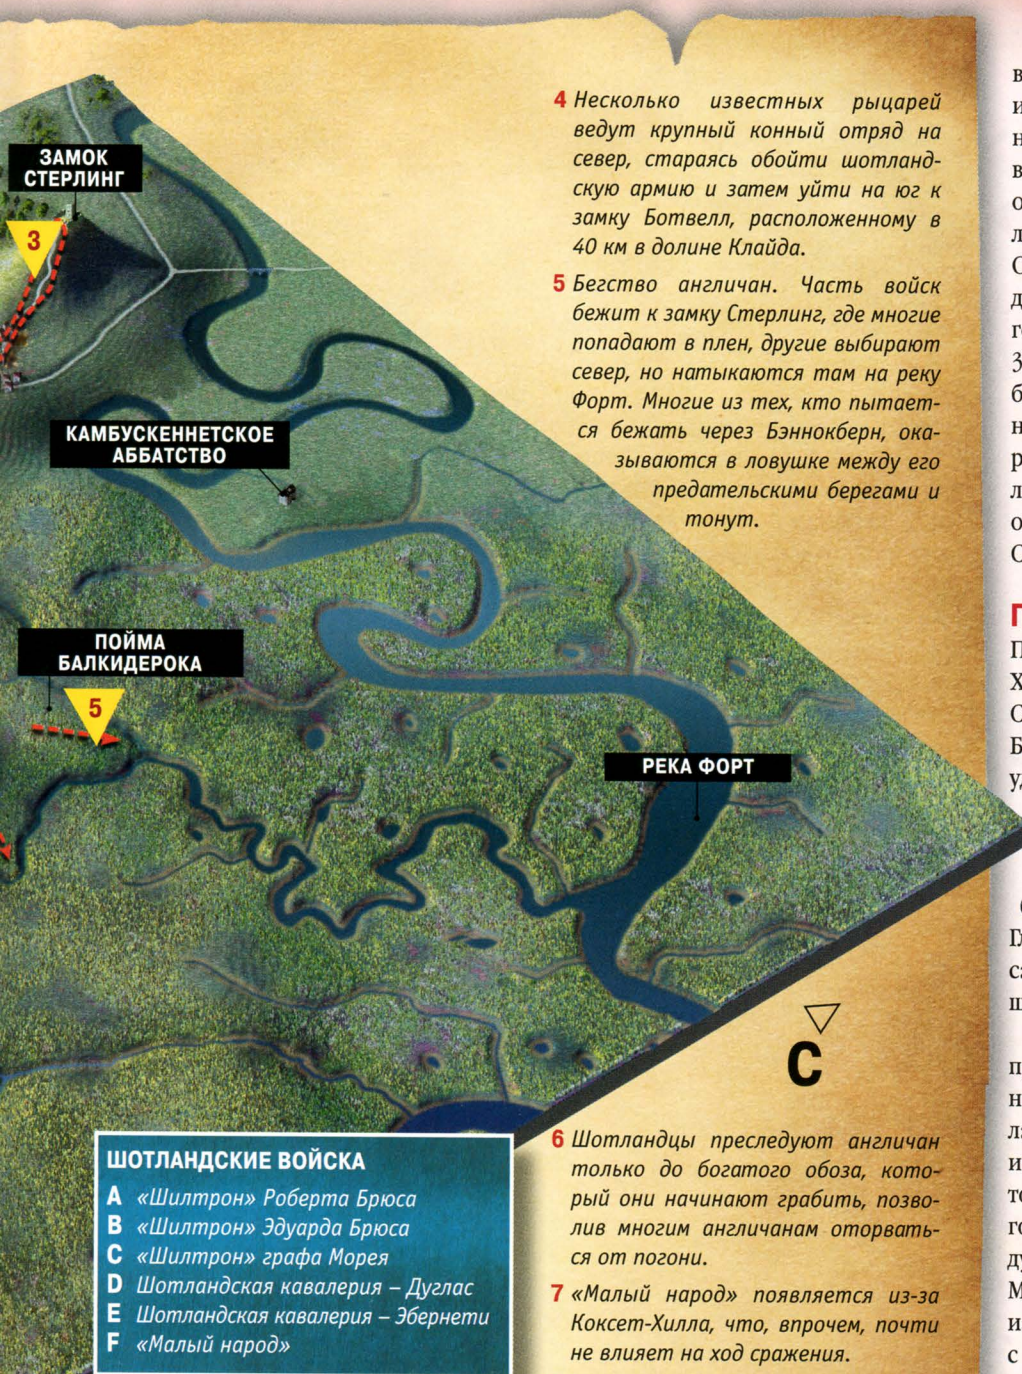 4 Несколько известных рыцарей
ведут крупный конный отряд на
север, стараясь обойти шотланд-
скую армию и затем уйти на юг к
замку Ботвелл, расположенному в
40 км в долине Клайда.
5 Бегство англичан. Часть войск
бежит к замку Стерлинг, где многие
попадают в плен, другие выбирают
север, но натыкаются там на реку
Форт. Многие из тех, кто пытает-
ся бежать через Бэннокберн, ока-
зываются в ловушке между его
предательскими берегами и
тонут.
ЗАМОК
СТЕРЛИНГ
3
КАМБУСКЕННЕТСКОЕ
АББАТСТВО
ПОЙМА
БАЛКИДЕРОКА
5
РЕКА ФОРТ
С
ШОТЛАНДСКИЕ ВОЙСКА
A «Шилтрон» Роберта Брюса
B «Шилтрон» Эдуарда Брюса
C «Шилтрон» графа Морея
D Шотландская кавалерия – Дуглас
E Шотландская кавалерия – Эбернети
F «Малый народ»
6 Шотландцы преследуют англичан
только до богатого обоза, кото-
рый они начинают грабить, позво-
лив многим англичанам оторвать-
ся от погони.
7 «Малый народ» появляется из-за
Коксет-Хилла, что, впрочем, почти
не влияет на ход сражения.